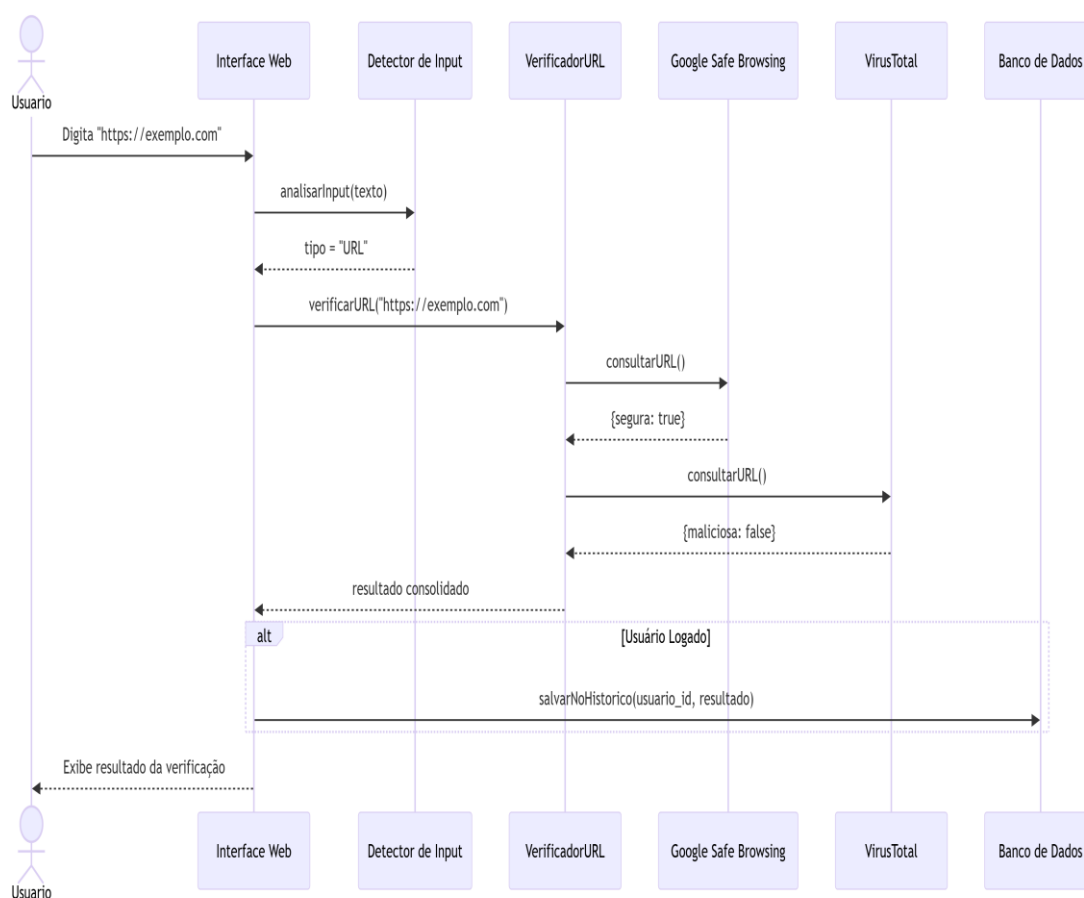 Usuario
Interface Web
Detector de Input
VerificadorURL
Google Safe Browsing
VirusTotal
Banco de Dados
Digita "https://exemplo.com"
analisarInput(texto)
tipo = "URL"
verificarURL("https://exemplo.com")
consultarURL()
{segura: true}
consultarURL()
{maliciosa: false}
resultado consolidado
alt
[Usuário Logado]
salvarNoHistorico(usuario_id, resultado)
Exibe resultado da verificação
Usuario
Interface Web
Detector de Input
VerificadorURL
Google Safe Browsing
VirusTotal
Banco de Dados